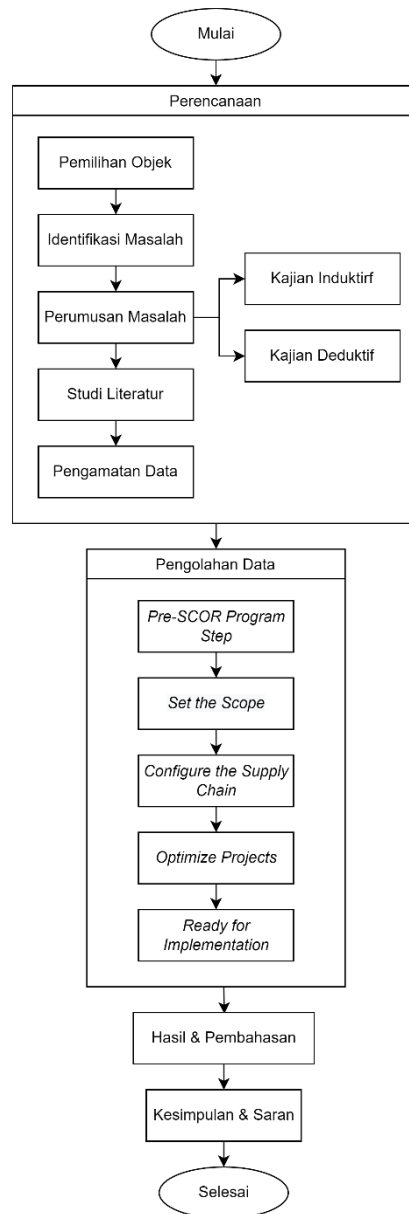 Mulai
Perencanaan
Pemilihan Objek
Identifikasi Masalah
Perumusan Masalah
Kajian Induktirf
Kajian Deduktif
Studi Literatur
Pengamatan Data
Pengolahan Data
Pre-SCOR Program
Step
Set the Scope
Configure the Supply
Chain
Optimize Projects
Ready for
Implementation
Hasil & Pembahasan
Kesimpulan & Saran
Selesai